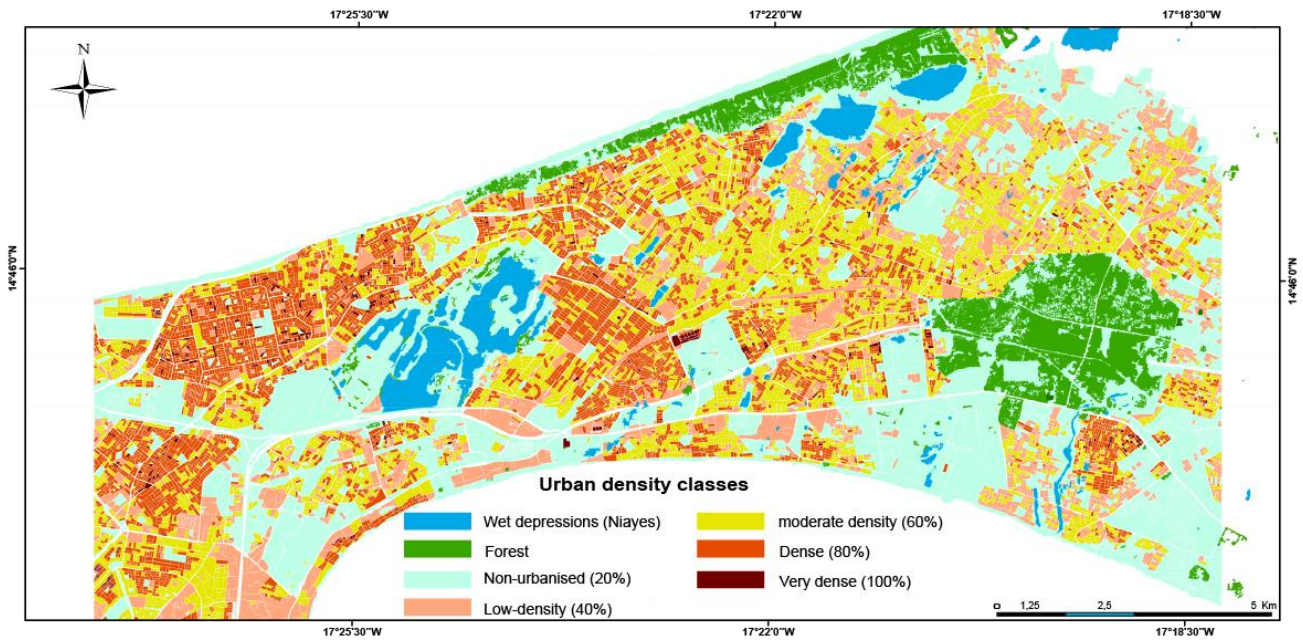 17°25'30"W 17°22'0"W 17°18'30"W
N
14°46'0"N
14°46'0"N
Urban density classes
Wet depressions (Niayes)
Forest
Non-urbanised (20%)
Low-density (40%)
moderate density (60%)
Dense (80%)
Very dense (100%)
0 1,25 2,5 5 Km
17°25'30"W 17°22'0"W 17°18'30"W